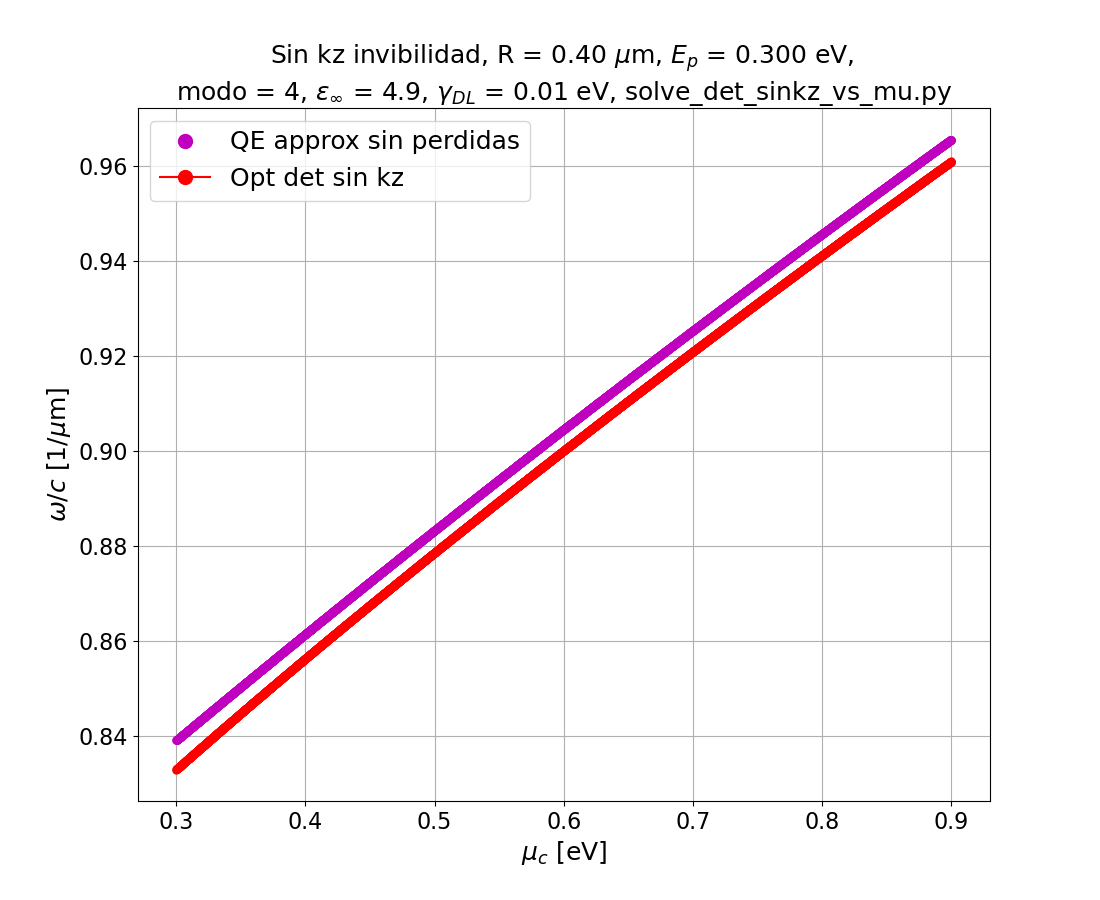 Sin kz invibilidad, R = 0.40 μm, E_p = 0.300 eV,
modo = 4, ε_∞ = 4.9, γ_DL = 0.01 eV, solve_det_sinkz_vs_mu.py
QE approx sin perdidas
Opt det sin kz
0.96
0.94
0.92
0.90
0.88
0.86
0.84
ω/c [1/μm]
0.3 0.4 0.5 0.6 0.7 0.8 0.9
μ_c [eV]